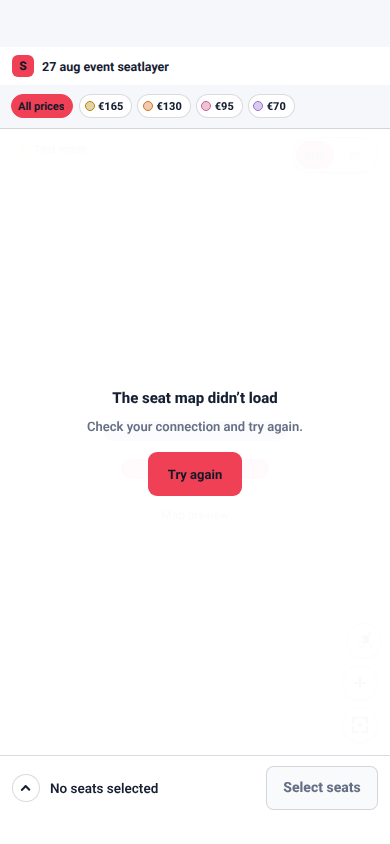 S 27 aug event seatlayer
All prices €165 €130 €95 €70
The seat map didn’t load
Check your connection and try again.
Try again
No seats selected
Select seats